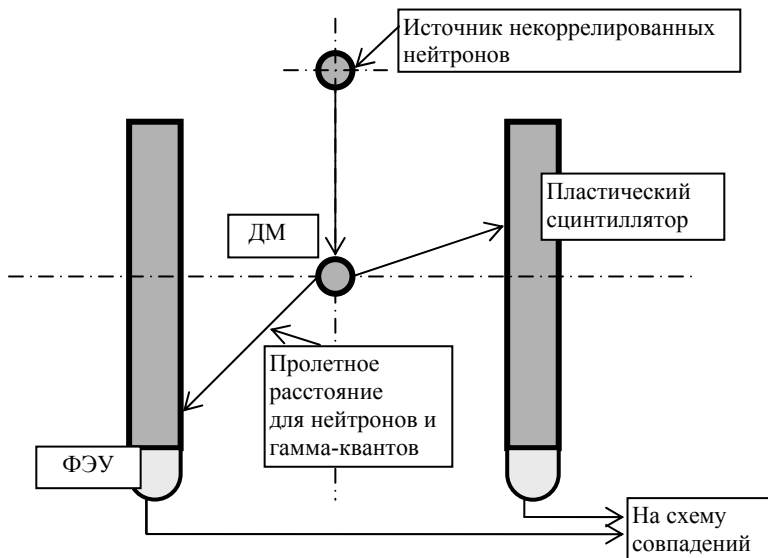 Источник некоррелированных
нейтронов
Пластический
сцинтиллятор
ДМ
Пролетное
расстояние
для нейтронов и
гамма-квантов
ФЭУ
На схему
совпадений